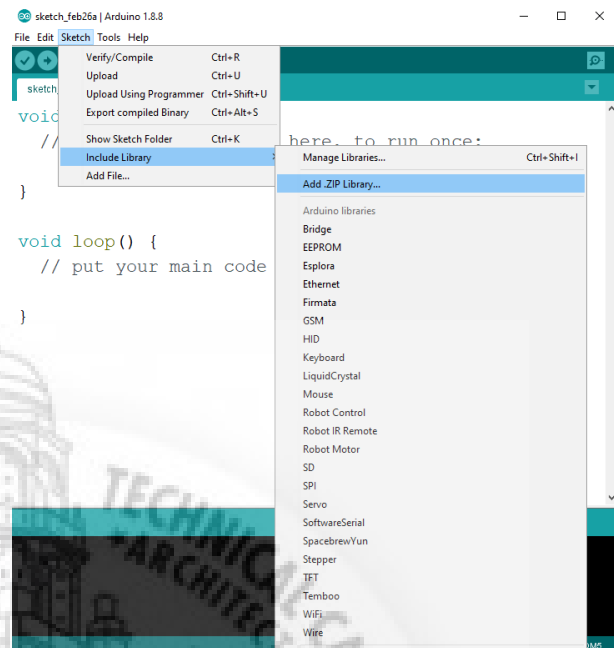 sketch_feb26a | Arduino 1.8.8
File Edit Sketch Tools Help
Verify/Compile Ctrl+R
Upload Ctrl+U
Upload Using Programmer Ctrl+Shift+U
Export compiled Binary Ctrl+Alt+S
Show Sketch Folder Ctrl+K
Include Library
Add File...
sketch_
void
// here, to run once:
}
void loop() {
// put your main code
}
Manage Libraries... Ctrl+Shift+I
Add .ZIP Library...
Arduino libraries
Bridge
EEPROM
Esplora
Ethernet
Firmata
GSM
HID
Keyboard
LiquidCrystal
Mouse
Robot Control
Robot IR Remote
Robot Motor
SD
SPI
Servo
SoftwareSerial
SpacebrewYun
Stepper
TFT
Temboo
WiFi
Wire
TECHNICAL